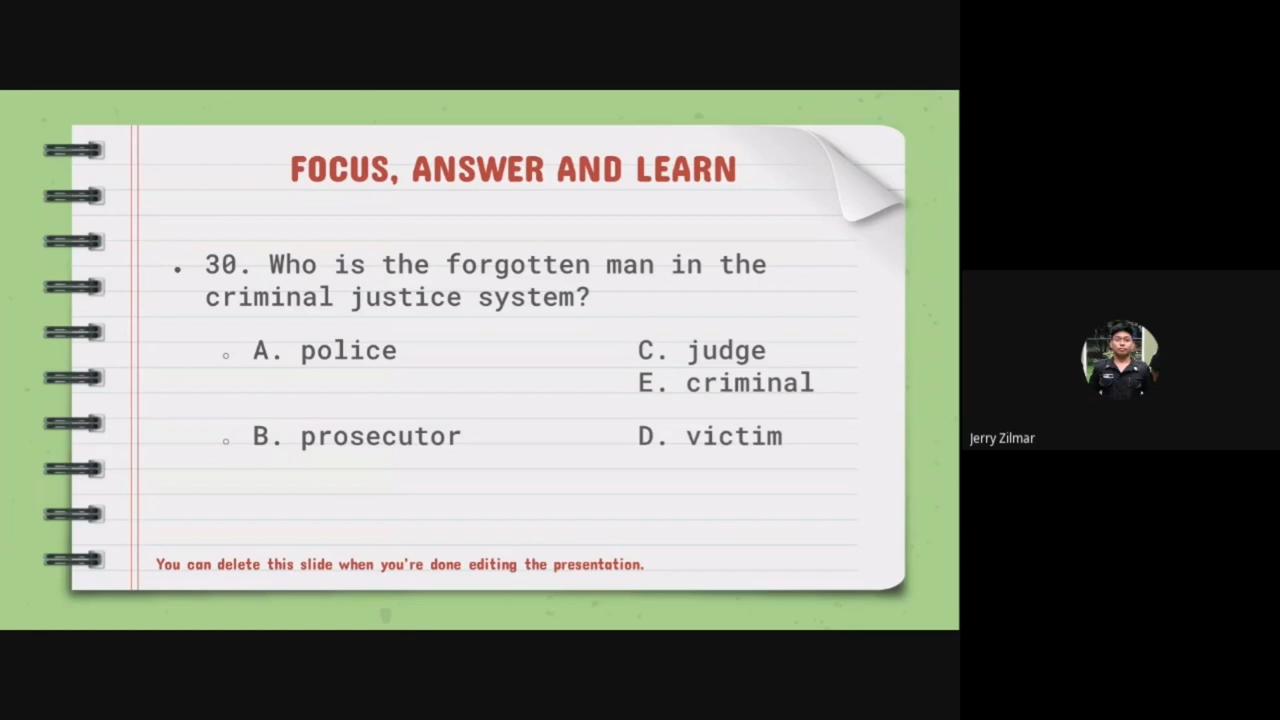 FOCUS, ANSWER AND LEARN
• 30. Who is the forgotten man in the
criminal justice system?
○ A. police C. judge
E. criminal
○ B. prosecutor D. victim
You can delete this slide when you're done editing the presentation.
Jerry Zilmar